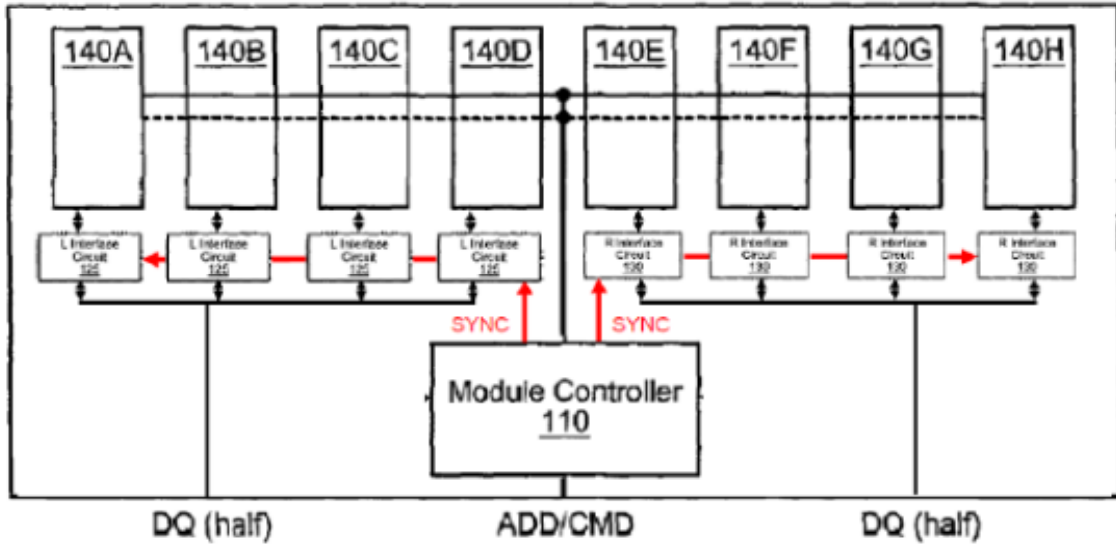 140A 140B 140C 140D 140E 140F 140G 140H
L Interface L Interface L Interface L Interface R Interface R Interface R Interface R Interface
Circuit Circuit Circuit Circuit Circuit Circuit Circuit Circuit
125 125 125 125 130 130 130 130
SYNC SYNC
Module Controller
110
DQ (half) ADD/CMD DQ (half)